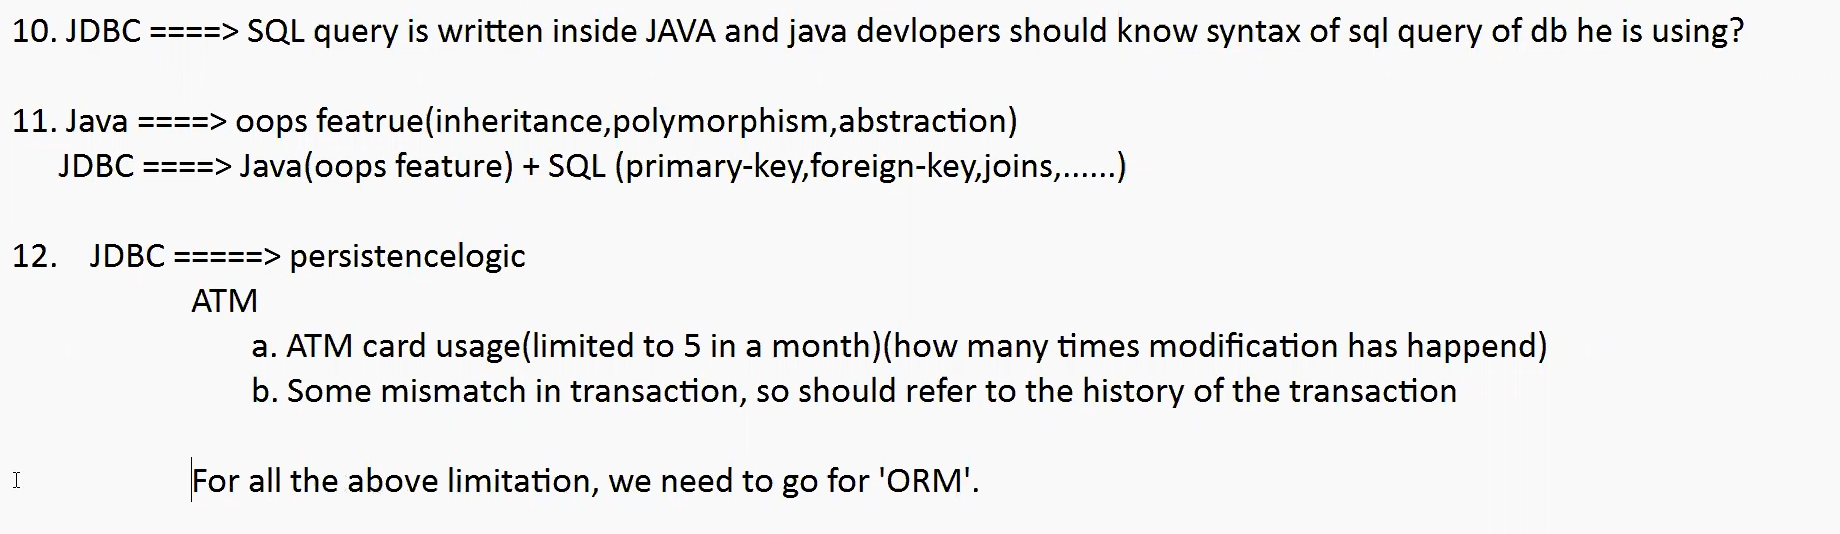 10. JDBC ====> SQL query is written inside JAVA and java devlopers should know syntax of sql query of db he is using?
11. Java ====> oops featrue(inheritance,polymorphism,abstraction)
JDBC ====> Java(oops feature) + SQL (primary-key,foreign-key,joins,......)
12. JDBC =====> persistencelogic
ATM
a. ATM card usage(limited to 5 in a month)(how many times modification has happend)
b. Some mismatch in transaction, so should refer to the history of the transaction
For all the above limitation, we need to go for 'ORM'.